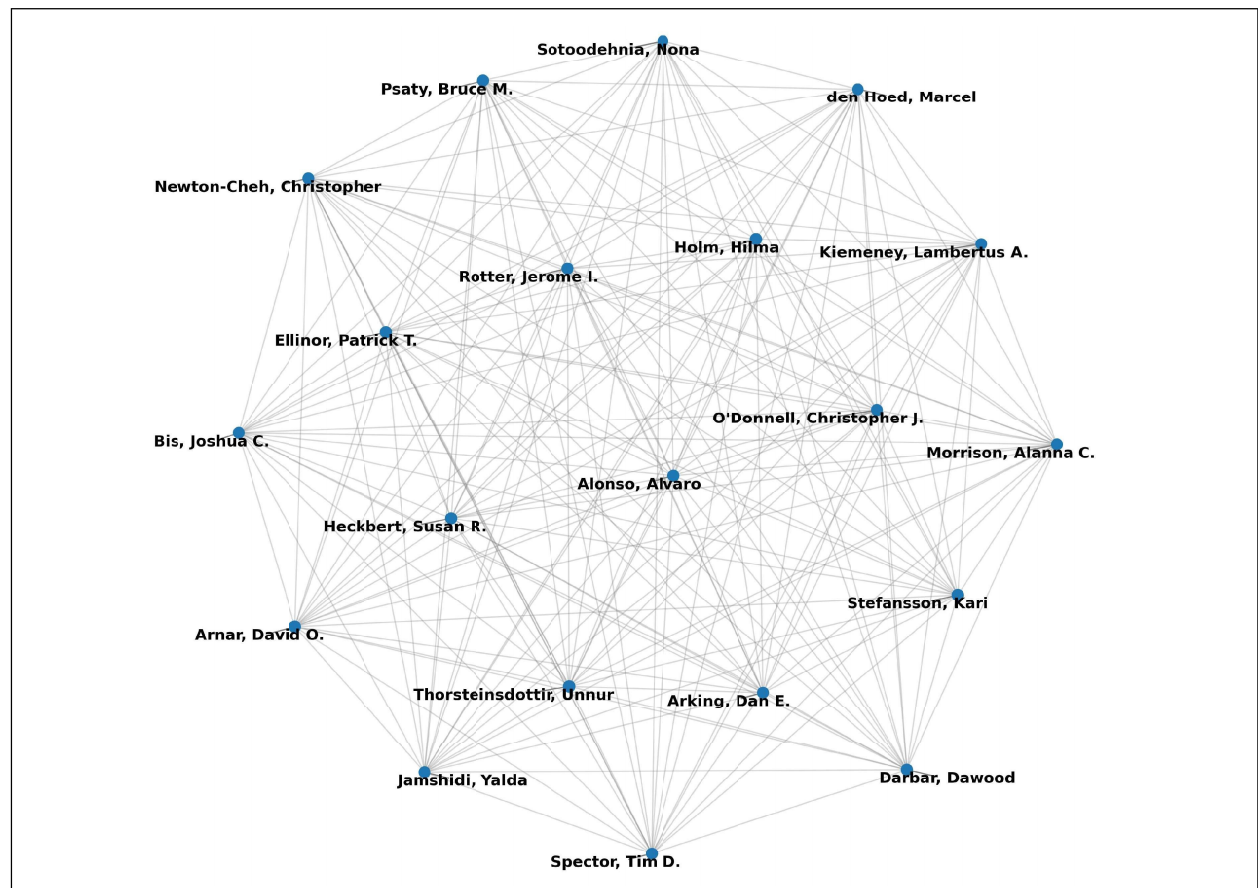 Sotoodehnia, Nona
Psaty, Bruce M.
den Hoed, Marcel
Newton-Cheh, Christopher
Holm, Hilma
Kiemeney, Lambertus A.
Rotter, Jerome I.
Ellinor, Patrick T.
O'Donnell, Christopher J.
Bis, Joshua C.
Morrison, Alanna C.
Alonso, Alvaro
Heckbert, Susan R.
Stefansson, Kari
Arnar, David O.
Thorsteinsdottir, Unnur
Arking, Dan E.
Jamshidi, Yalda
Darbar, Dawood
Spector, Tim D.